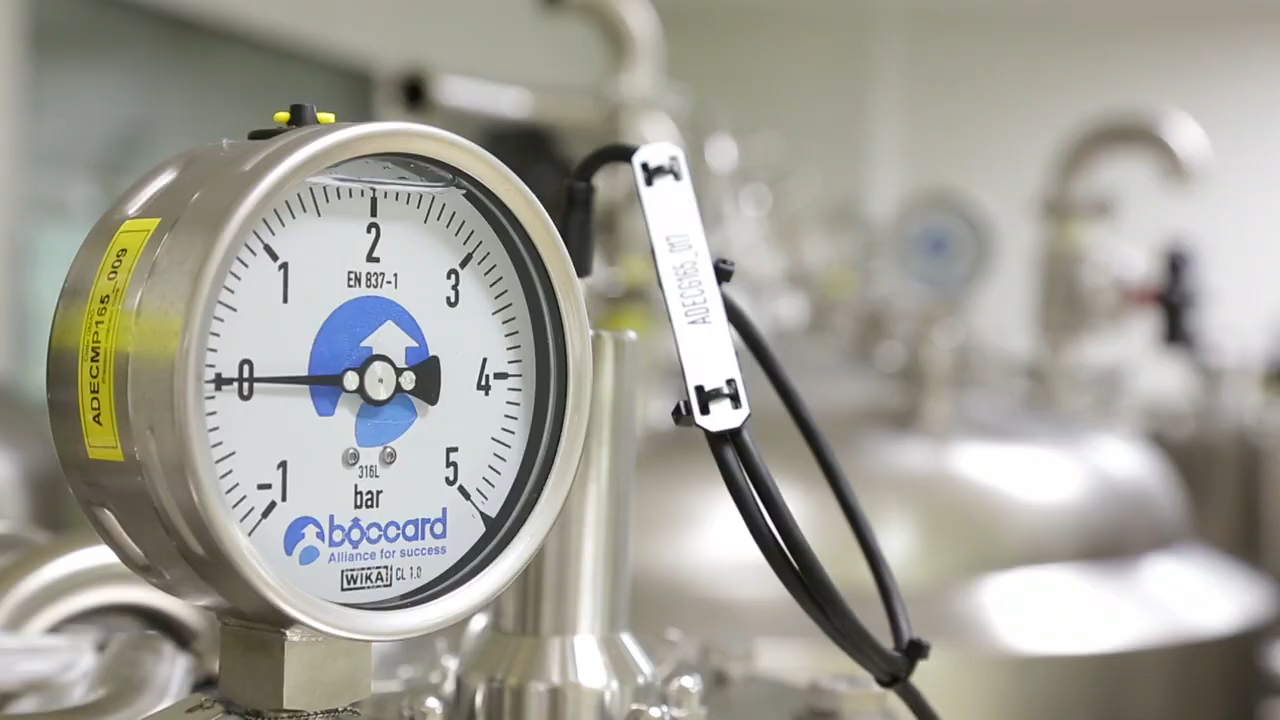 ADECMP165_009
2
1
3
EN 837-1
0
4
-1
5
316L
bar
boccard
Alliance for success
WIKA CL 1.0
ADECG165_017